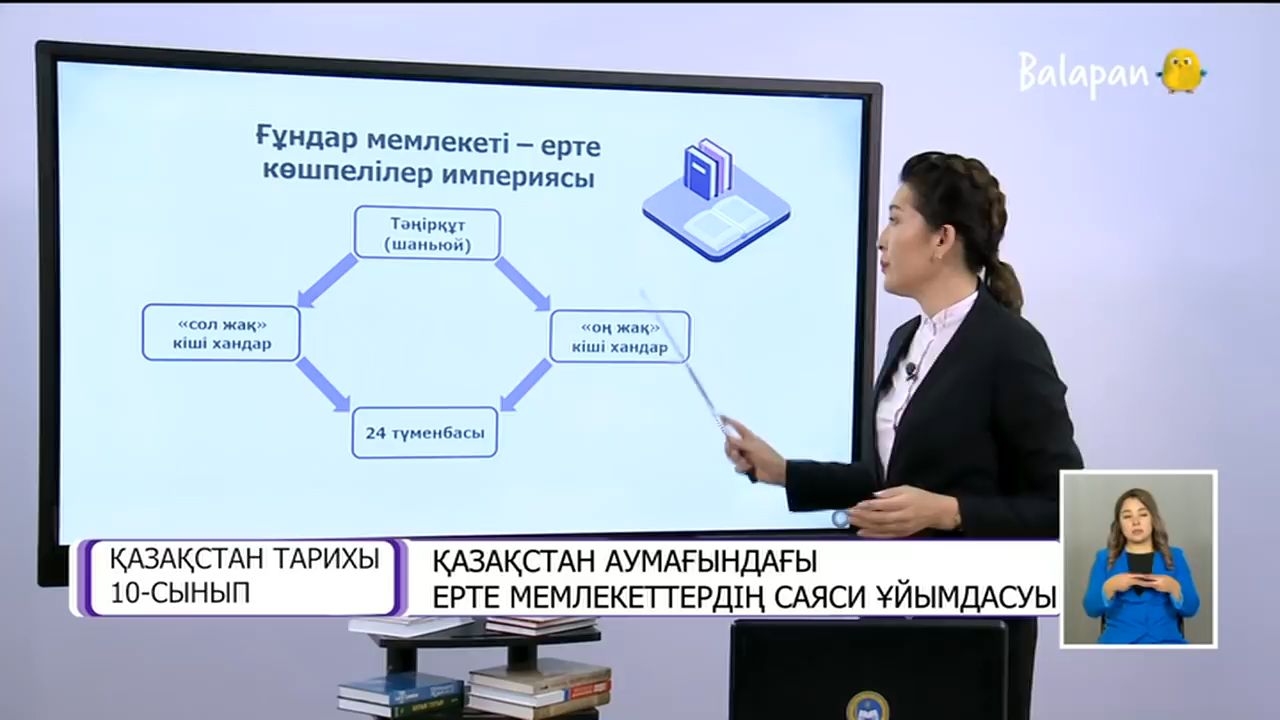 Balapan
Ғұндар мемлекеті – ерте
көшпелілер империясы
Тәңірқұт
(шаньюй)
«сол жақ»
кіші хандар
«оң жақ»
кіші хандар
24 түменбасы
ҚАЗАҚСТАН ТАРИХЫ
10-СЫНЫП
ҚАЗАҚСТАН АУМАҒЫНДАҒЫ
ЕРТЕ МЕМЛЕКЕТТЕРДІҢ САЯСИ ҰЙЫМДАСУЫ